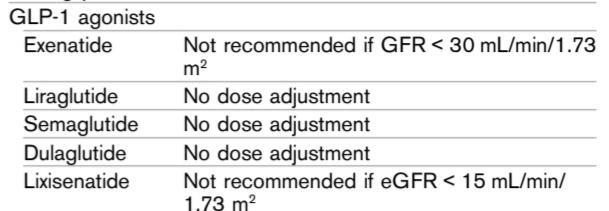 GLP-1 agonists
Exenatide Not recommended if GFR < 30 mL/min/1.73
m²
Liraglutide No dose adjustment
Semaglutide No dose adjustment
Dulaglutide No dose adjustment
Lixisenatide Not recommended if eGFR < 15 mL/min/
1.73 m²